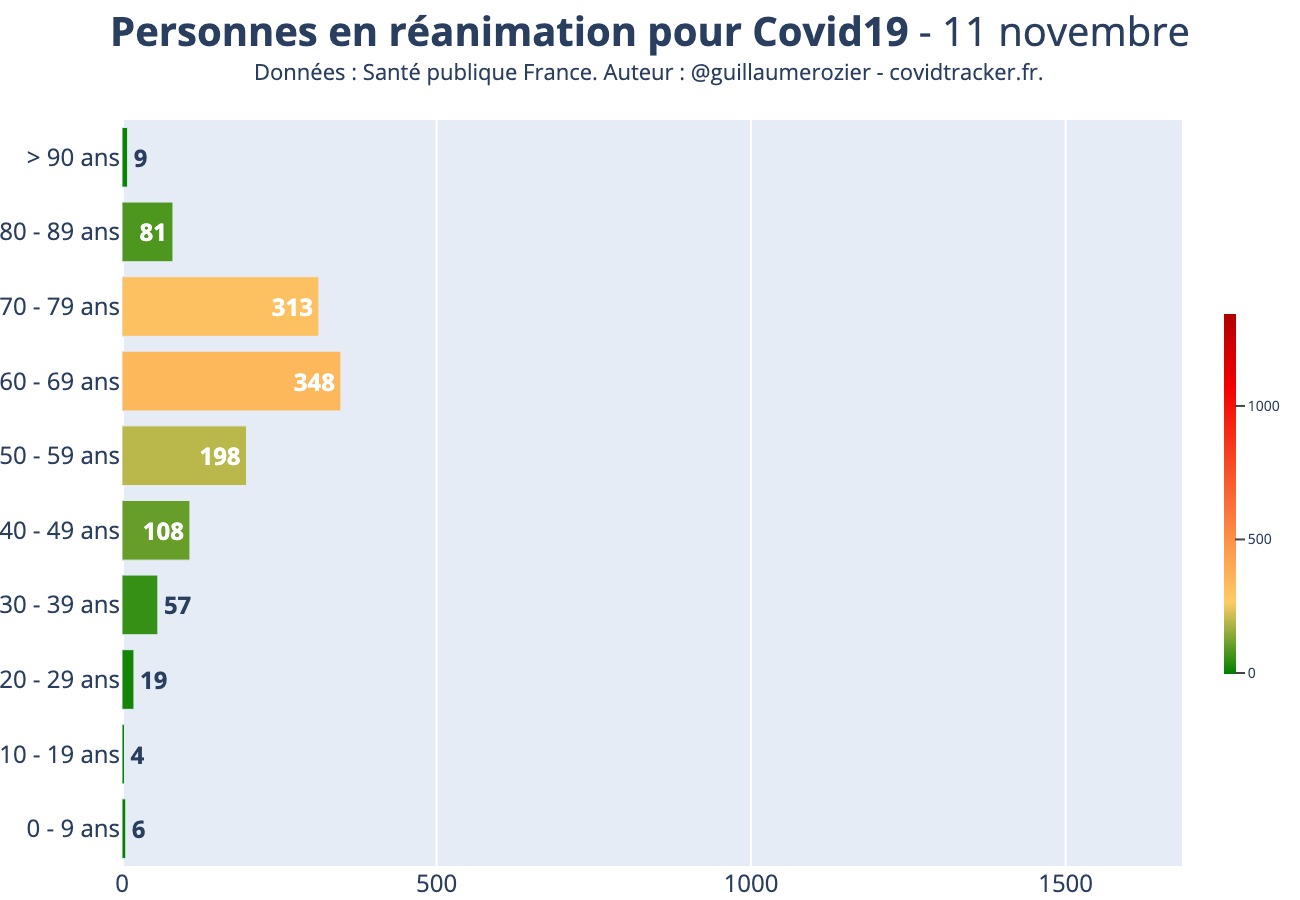 Personnes en réanimation pour Covid19 - 11 novembre
Données : Santé publique France. Auteur : @guillaumerozier - covidtracker.fr.
> 90 ans 9
80 - 89 ans 81
70 - 79 ans 313
60 - 69 ans 348
50 - 59 ans 198
40 - 49 ans 108
30 - 39 ans 57
20 - 29 ans 19
10 - 19 ans 4
0 - 9 ans 6
0 500 1000 1500
1000
500
0